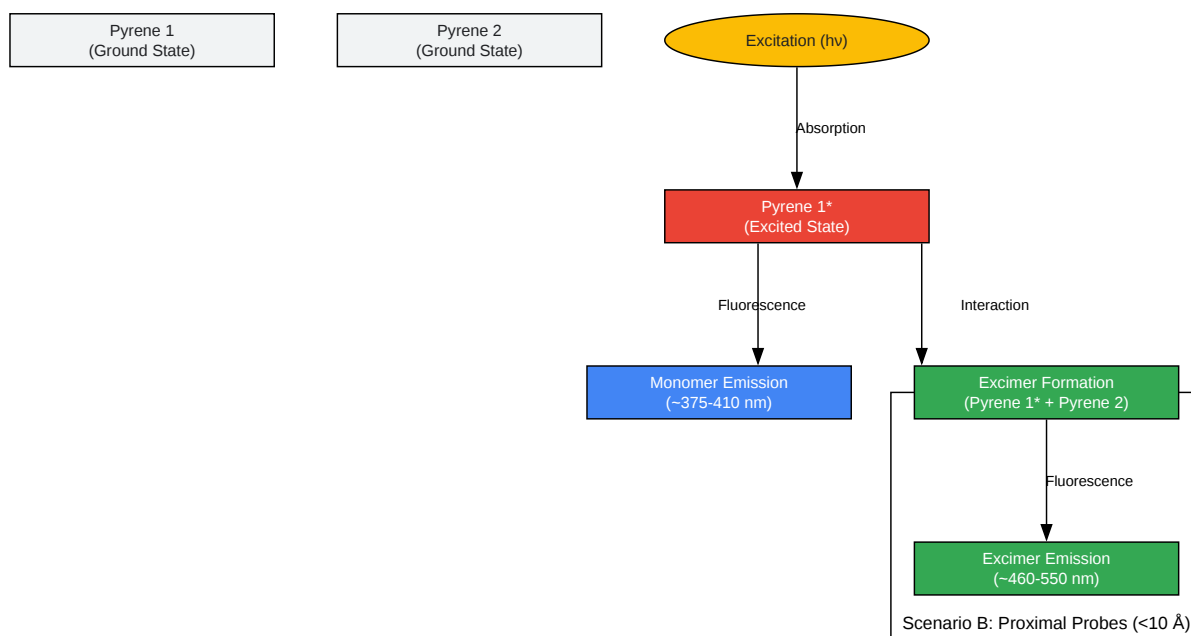 Pyrene 1
(Ground State)
Pyrene 2
(Ground State)
Excitation (hν)
Absorption
Pyrene 1*
(Excited State)
Fluorescence
Interaction
Monomer Emission
(~375-410 nm)
Excimer Formation
(Pyrene 1* + Pyrene 2)
Fluorescence
Excimer Emission
(~460-550 nm)
Scenario B: Proximal Probes (<10 Å)